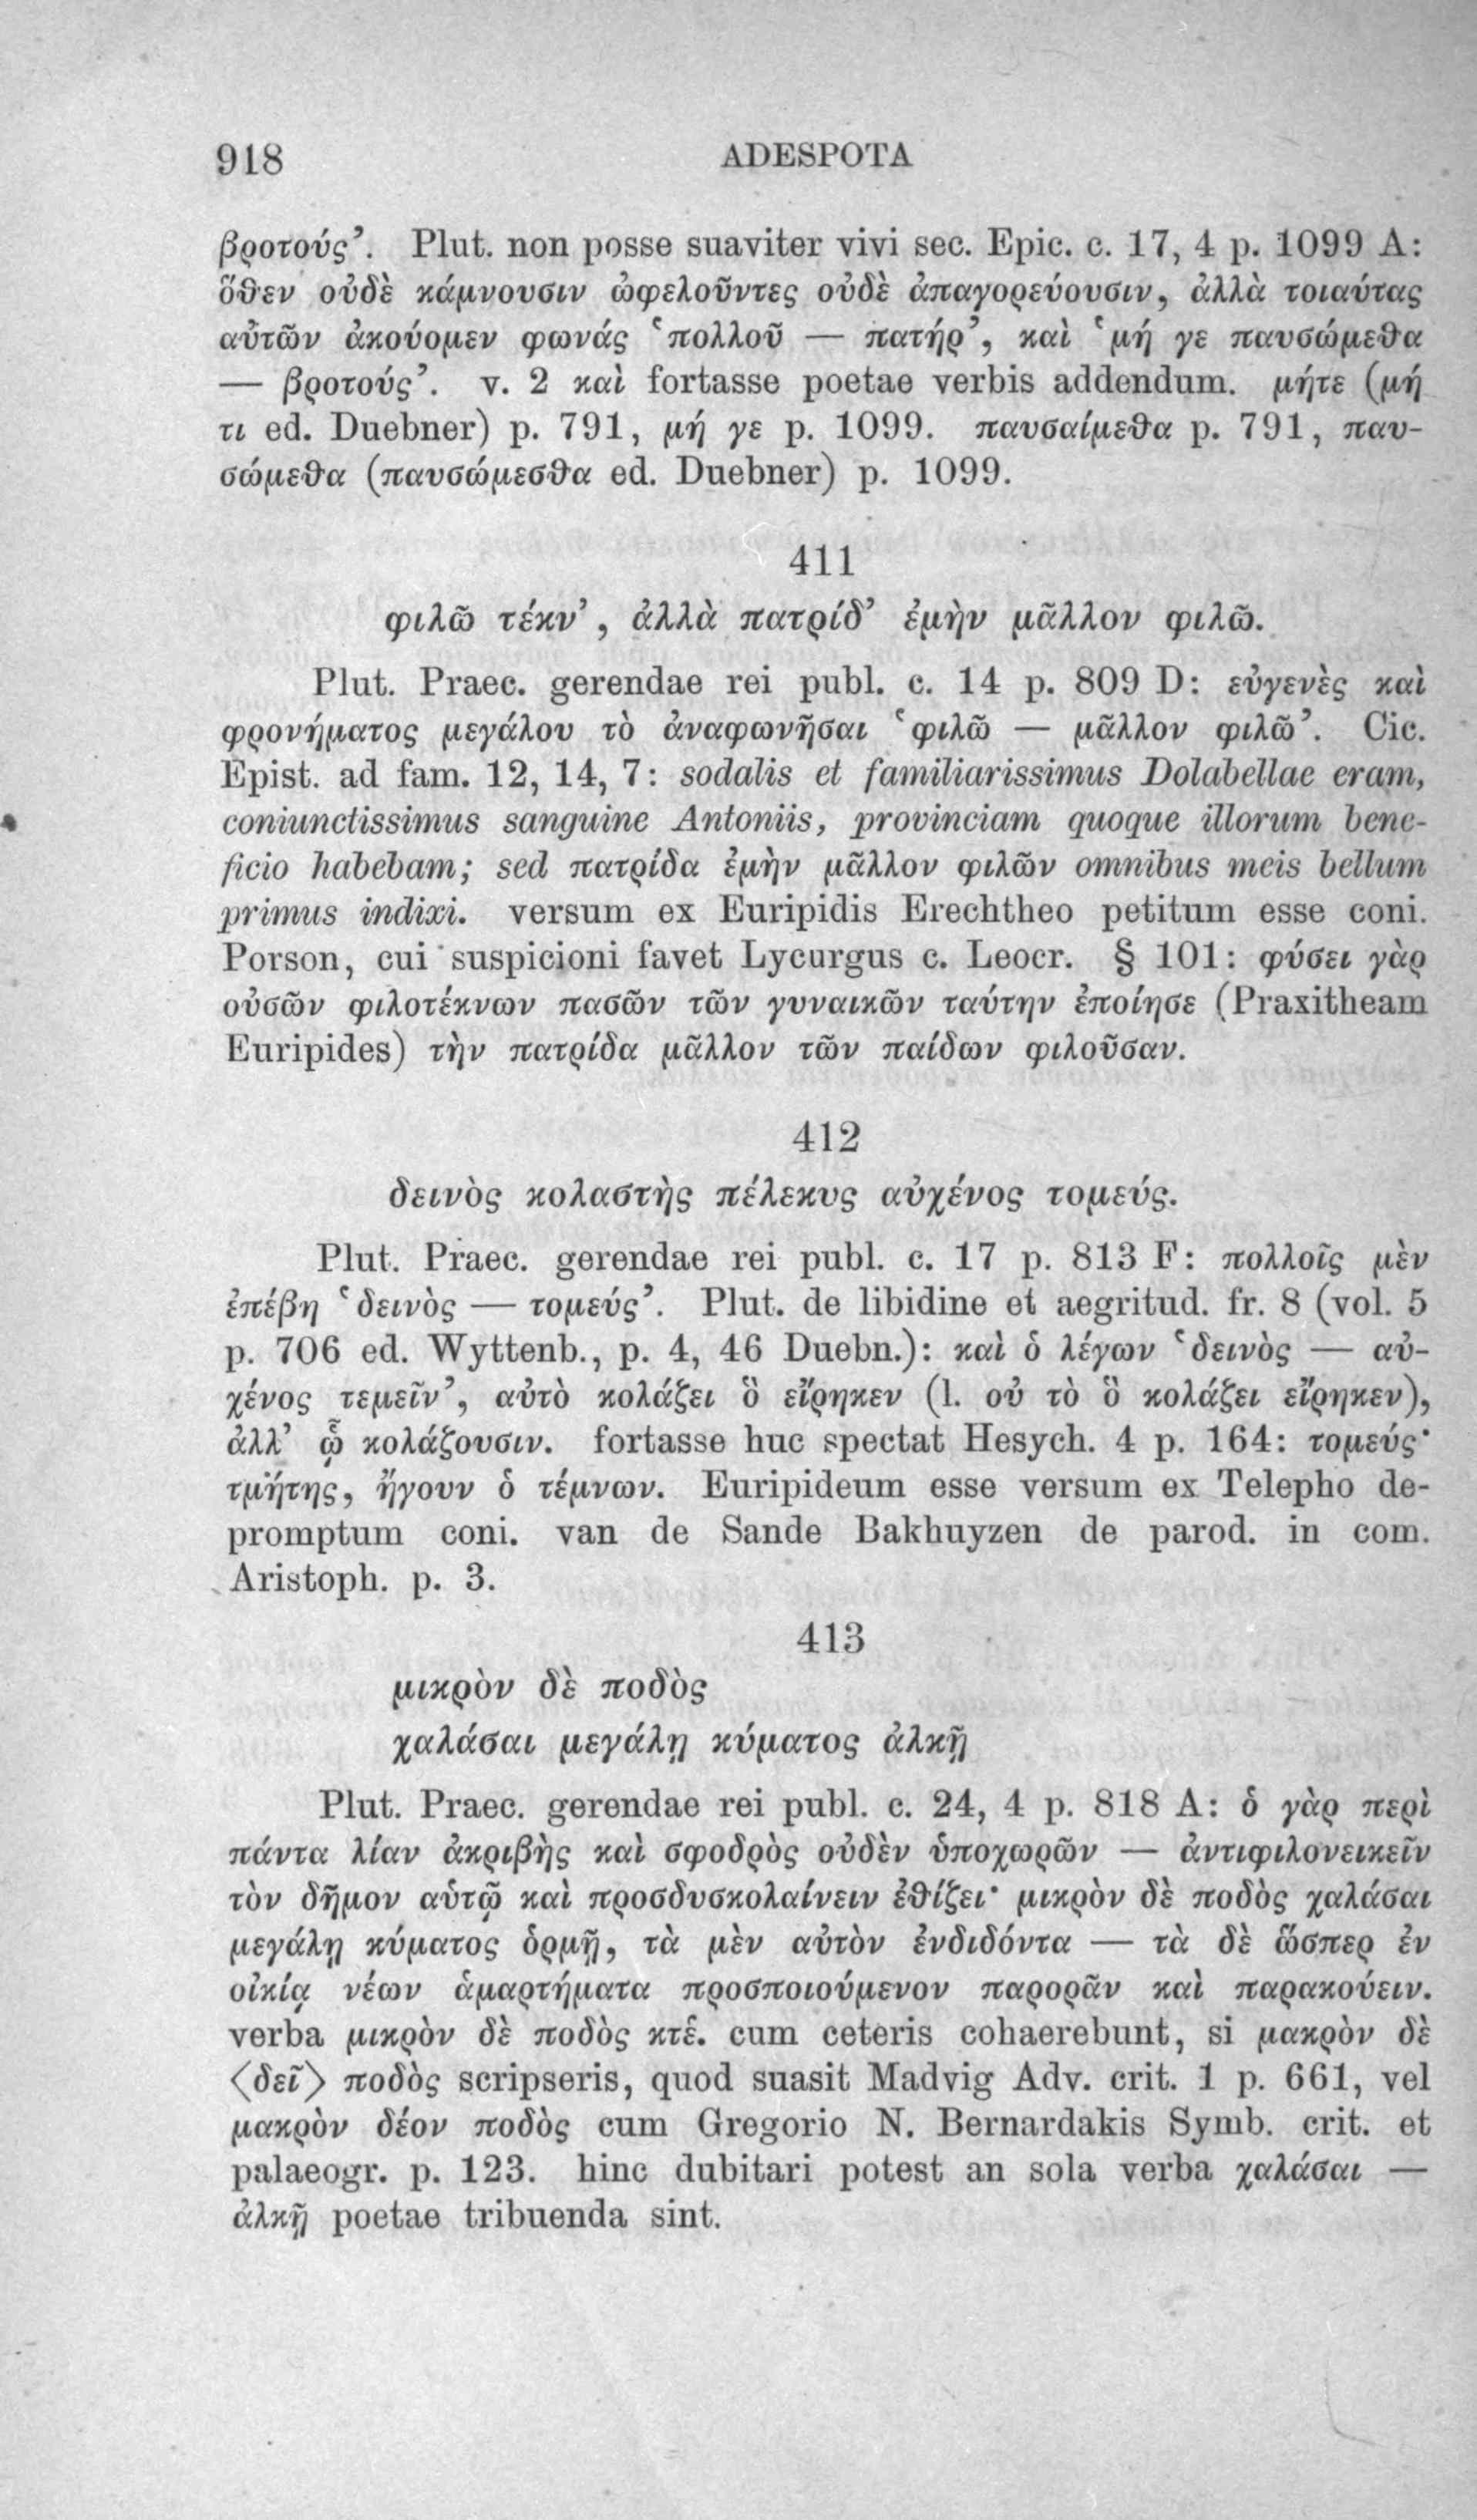 918 ADESPOTA
βροτούς’. Plut. non posse suaviter vivi sec. Epic. c. 17, 4 p. 1099 A:
ὅθεν οὐδὲ κάμνουσιν ὠφελοῦντες οὐδὲ ἀπαγορεύουσιν, ἀλλὰ τοιαύτας
αὐτῶν ἀκούομεν φωνάς ‘πολλοῦ — πατήρ’, καὶ ‘μή γε παυσώμεθα
— βροτούς’. v. 2 καὶ fortasse poetae verbis addendum. μήτε (μή
τι ed. Duebner) p. 791, μή γε p. 1099. παυσαίμεθα p. 791, παυ-
σώμεθα (παυσώμεσθα ed. Duebner) p. 1099.
411
φιλῶ τέκν’, ἀλλὰ πατρίδ’ ἐμὴν μᾶλλον φιλῶ.
Plut. Praec. gerendae rei publ. c. 14 p. 809 D: εὐγενὲς καὶ
φρονήματος μεγάλου τὸ ἀναφωνῆσαι ‘φιλῶ — μᾶλλον φιλῶ’. Cic.
Epist. ad fam. 12, 14, 7: sodalis et familiarissimus Dolabellae eram,
coniunctissimus sanguine Antoniis, provinciam quoque illorum bene-
ficio habebam; sed πατρίδα ἐμὴν μᾶλλον φιλῶν omnibus meis bellum
primus indixi. versum ex Euripidis Erechtheo petitum esse coni.
Porson, cui suspicioni favet Lycurgus c. Leocr. § 101: φύσει γὰρ
οὐσῶν φιλοτέκνων πασῶν τῶν γυναικῶν ταύτην ἐποίησε (Praxitheam
Euripides) τὴν πατρίδα μᾶλλον τῶν παίδων φιλοῦσαν.
412
δεινὸς κολαστὴς πέλεκυς αὐχένος τομεύς.
Plut. Praec. gerendae rei publ. c. 17 p. 813 F: πολλοῖς μὲν
ἐπέβη ‘δεινὸς — τομεύς’. Plut. de libidine et aegritud. fr. 8 (vol. 5
p. 706 ed. Wyttenb., p. 4, 46 Duebn.): καὶ ὁ λέγων ‘δεινὸς — αὐ-
χένος τεμεῖν’, αὐτὸ κολάζει ὃ εἴρηκεν (l. οὐ τὸ ὃ κολάζει εἴρηκεν),
ἀλλ’ ᾧ κολάζουσιν. fortasse huc spectat Hesych. 4 p. 164: τομεύς·
τμήτης, ἤγουν ὁ τέμνων. Euripideum esse versum ex Telepho de-
promptum coni. van de Sande Bakhuyzen de parod. in com.
Aristoph. p. 3.
413
μικρὸν δὲ ποδὸς
χαλάσαι μεγάλῃ κύματος ἀλκῇ
Plut. Praec. gerendae rei publ. c. 24, 4 p. 818 A: ὁ γὰρ περὶ
πάντα λίαν ἀκριβὴς καὶ σφοδρὸς οὐδὲν ὑποχωρῶν — ἀντιφιλονεικεῖν
τὸν δῆμον αὑτῷ καὶ προσδυσκολαίνειν ἐθίζει· μικρὸν δὲ ποδὸς χαλάσαι
μεγάλῃ κύματος ὁρμῇ, τὰ μὲν αὐτὸν ἐνδιδόντα — τὰ δὲ ὥσπερ ἐν
οἰκίᾳ νέων ἁμαρτήματα προσποιούμενον παρορᾶν καὶ παρακούειν.
verba μικρὸν δὲ ποδὸς κτἑ. cum ceteris cohaerebunt, si μακρὸν δὲ
⟨δεῖ⟩ ποδὸς scripseris, quod suasit Madvig Adv. crit. 1 p. 661, vel
μακρὸν δέον ποδὸς cum Gregorio N. Bernardakis Symb. crit. et
palaeogr. p. 123. hinc dubitari potest an sola verba χαλάσαι —
ἀλκῇ poetae tribuenda sint.